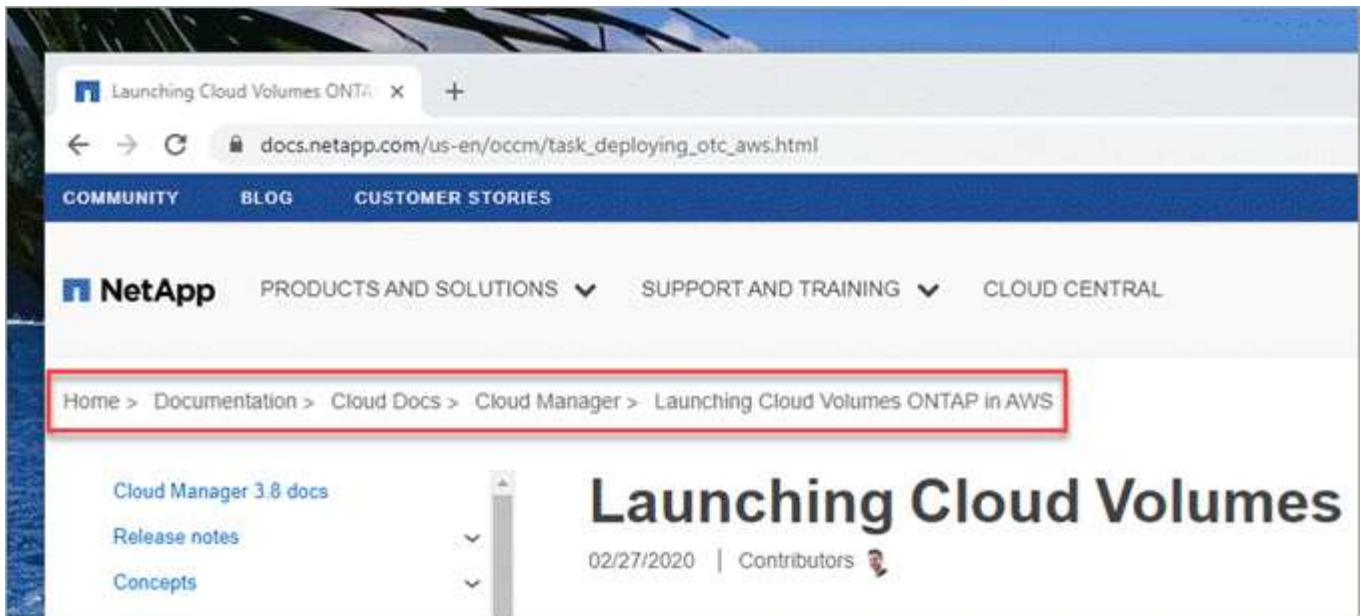 Launching Cloud Volumes ONTA
docs.netapp.com/us-en/occm/task_deploying_otc_aws.html
COMMUNITY BLOG CUSTOMER STORIES
NetApp PRODUCTS AND SOLUTIONS SUPPORT AND TRAINING CLOUD CENTRAL
Home > Documentation > Cloud Docs > Cloud Manager > Launching Cloud Volumes ONTAP in AWS
Cloud Manager 3.8 docs
Release notes
Concepts
Launching Cloud Volumes
02/27/2020 | Contributors